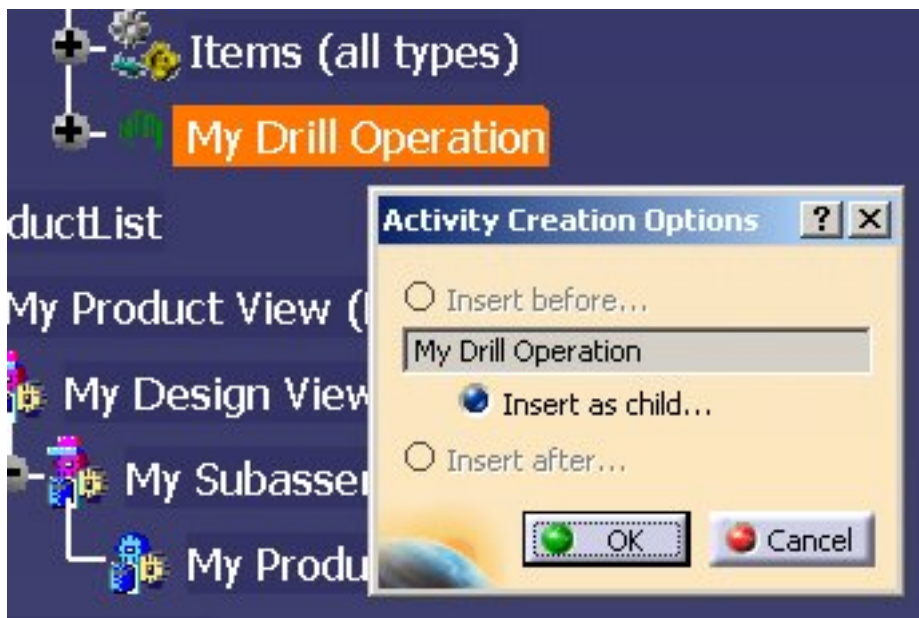 Items (all types)
My Drill Operation
ductList
Activity Creation Options ? X
My Product View (
Insert before...
My Drill Operation
My Design View
Insert as child...
Insert after...
My Subasse
My Produ
OK Cancel